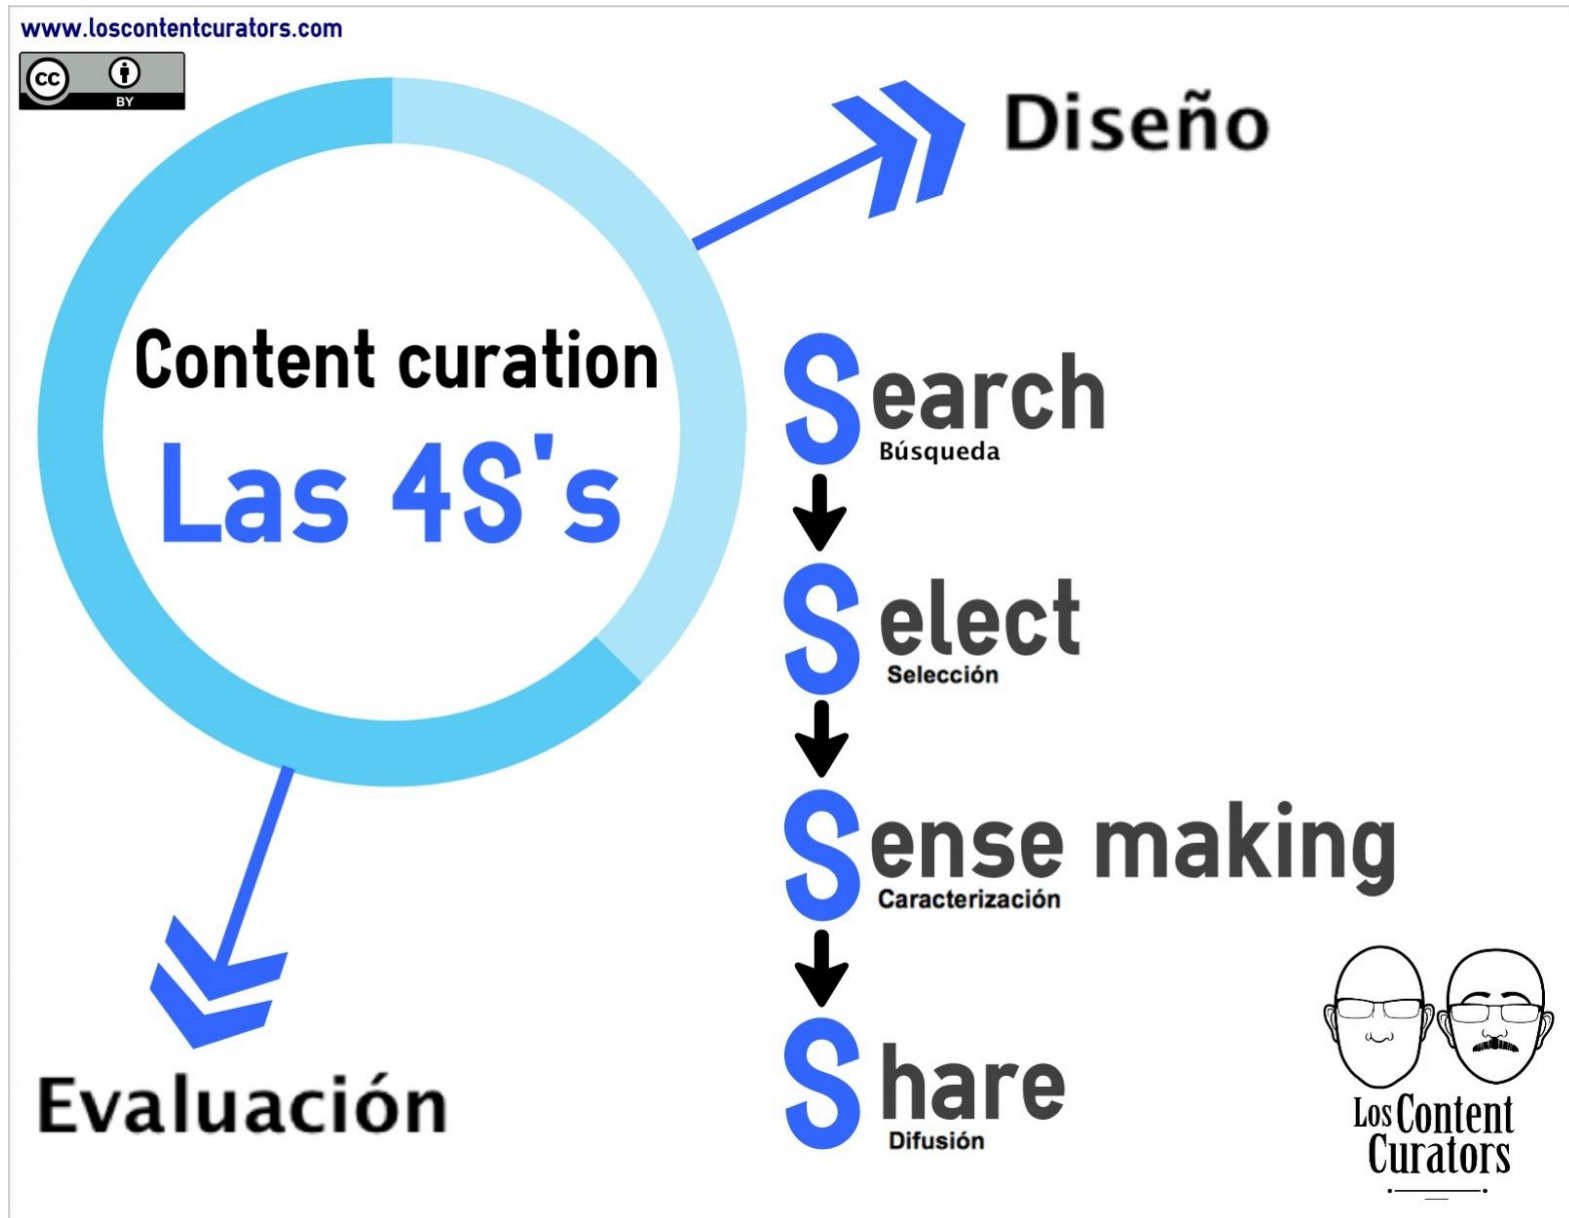 www.loscontentcurators.com
cc
BY
Diseño
Content curation
Las 4S's
Search
Búsqueda
Select
Selección
Sense making
Caracterización
Share
Difusión
Evaluación
Los Content
Curators